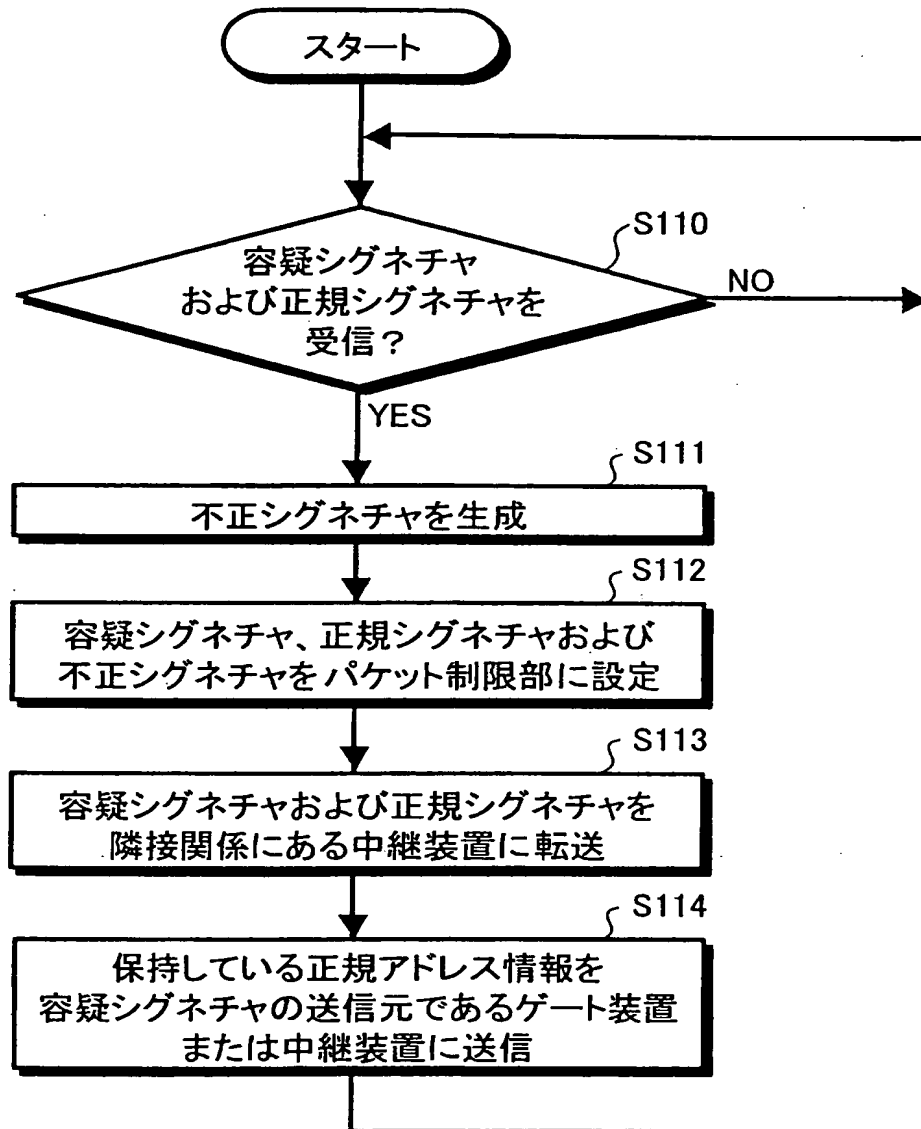 スタート
S110
容疑シグネチャ
および正規シグネチャを
受信？
NO
YES
S111
不正シグネチャを生成
S112
容疑シグネチャ、正規シグネチャおよび
不正シグネチャをパケット制限部に設定
S113
容疑シグネチャおよび正規シグネチャを
隣接関係にある中継装置に転送
S114
保持している正規アドレス情報を
容疑シグネチャの送信元であるゲート装置
または中継装置に送信